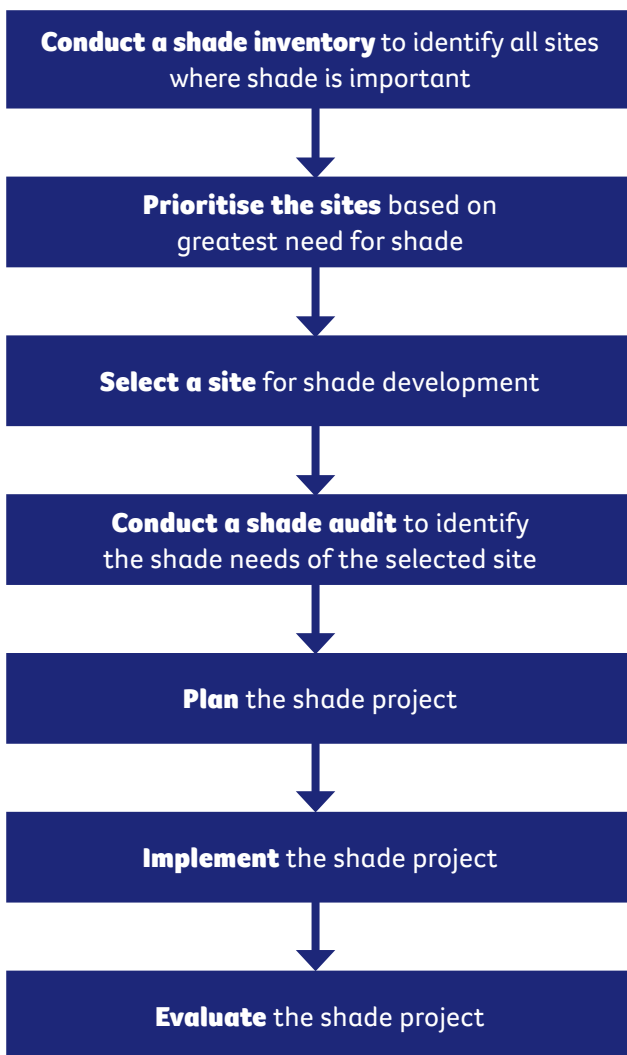 Conduct a shade inventory to identify all sites
where shade is important
Prioritise the sites based on
greatest need for shade
Select a site for shade development
Conduct a shade audit to identify
the shade needs of the selected site
Plan the shade project
Implement the shade project
Evaluate the shade project